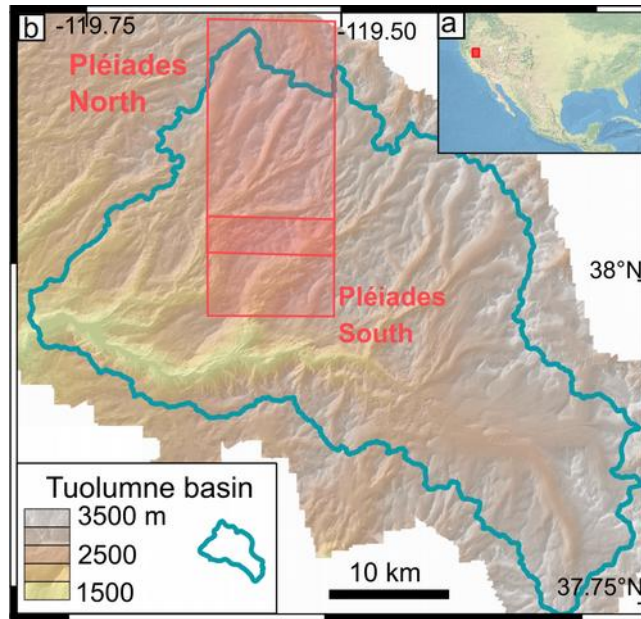 b
-119.75
-119.50
a
Pléiades
North
38°N
Pléiades
South
Tuolumne basin
3500 m
2500
1500
10 km
37.75°N